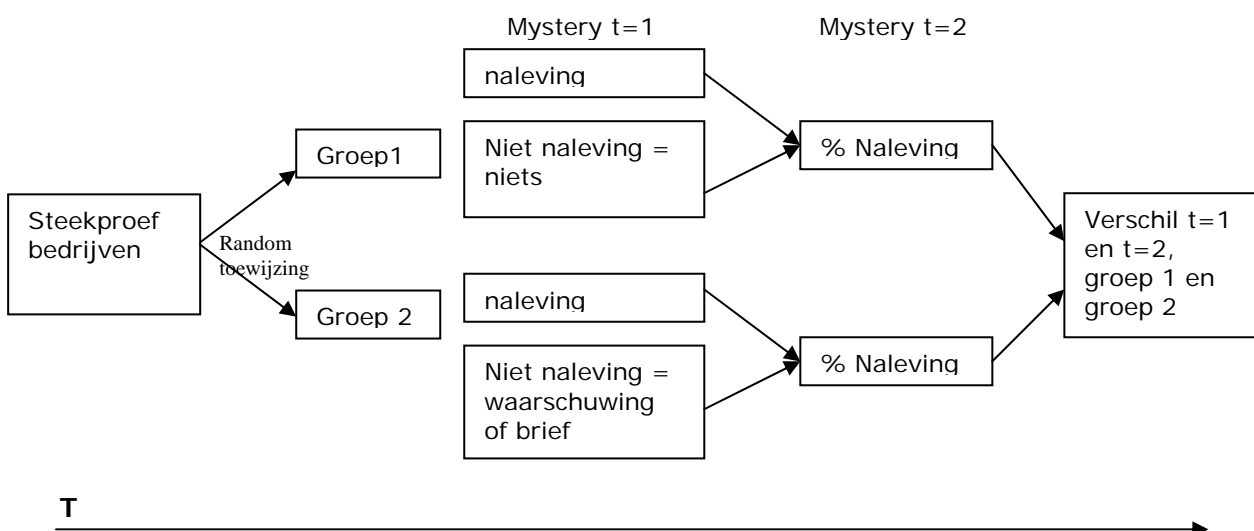 Mystery t=1
Mystery t=2
naleving
Groep1
Niet naleving =
niets
% Naleving
Steekproef
bedrijven
Random
toewijzing
Verschil t=1
en t=2,
groep 1 en
groep 2
Groep 2
naleving
Niet naleving =
waarschuwing
of brief
% Naleving
T